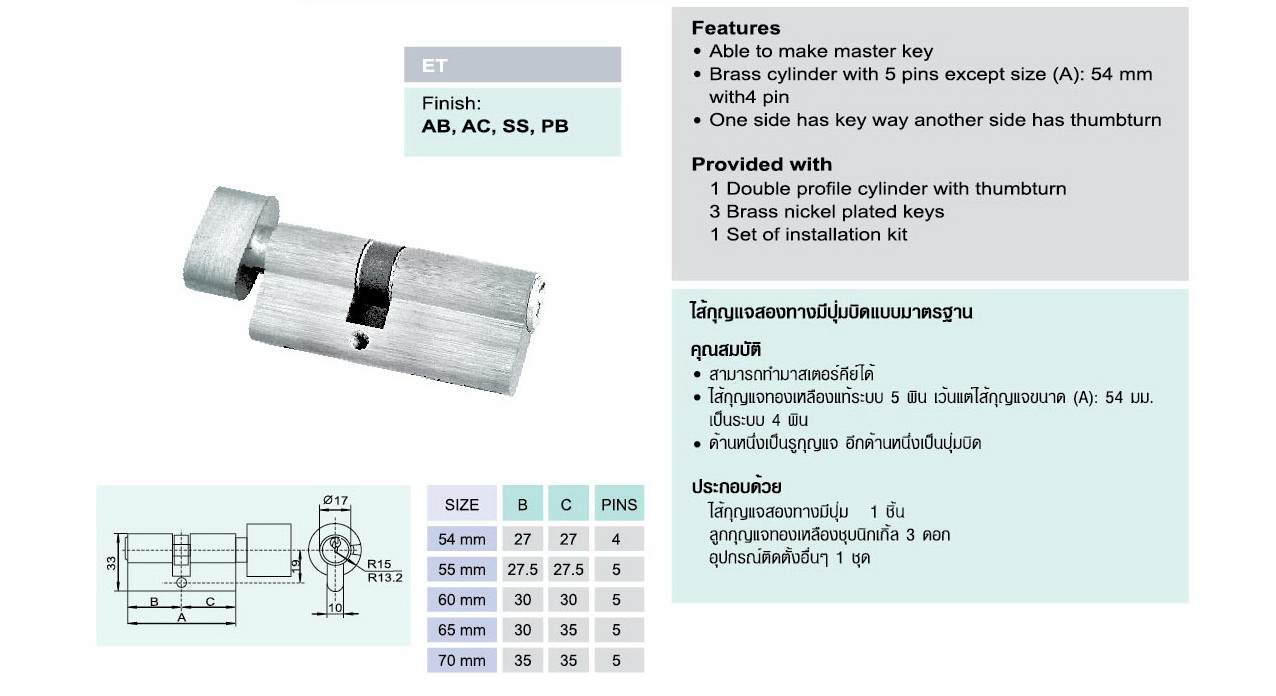 ET
Finish:
AB, AC, SS, PB
Features
• Able to make master key
• Brass cylinder with 5 pins except size (A): 54 mm
with4 pin
• One side has key way another side has thumbturn
Provided with
1 Double profile cylinder with thumbturn
3 Brass nickel plated keys
1 Set of installation kit
ไส้กุญแจสองทางมีปุ่มบิดแบบมาตรฐาน
คุณสมบัติ
• สามารถทำมาสเตอร์คีย์ได้
• ไส้กุญแจทองเหลืองแท้ระบบ 5 พิน เว้นแต่ไส้กุญแจขนาด (A): 54 มม.
เป็นระบบ 4 พิน
• ด้านหนึ่งเป็นรูกุญแจ อีกด้านหนึ่งเป็นปุ่มบิด
ประกอบด้วย
ไส้กุญแจสองทางมีปุ่ม 1 ชิ้น
ลูกกุญแจทองเหลืองชุบนิกเกิ้ล 3 ดอก
อุปกรณ์ติดตั้งอื่นๆ 1 ชุด
Ø17
33
19
R15
R13.2
B C
A
10
SIZE B C PINS
54 mm 27 27 4
55 mm 27.5 27.5 5
60 mm 30 30 5
65 mm 30 35 5
70 mm 35 35 5